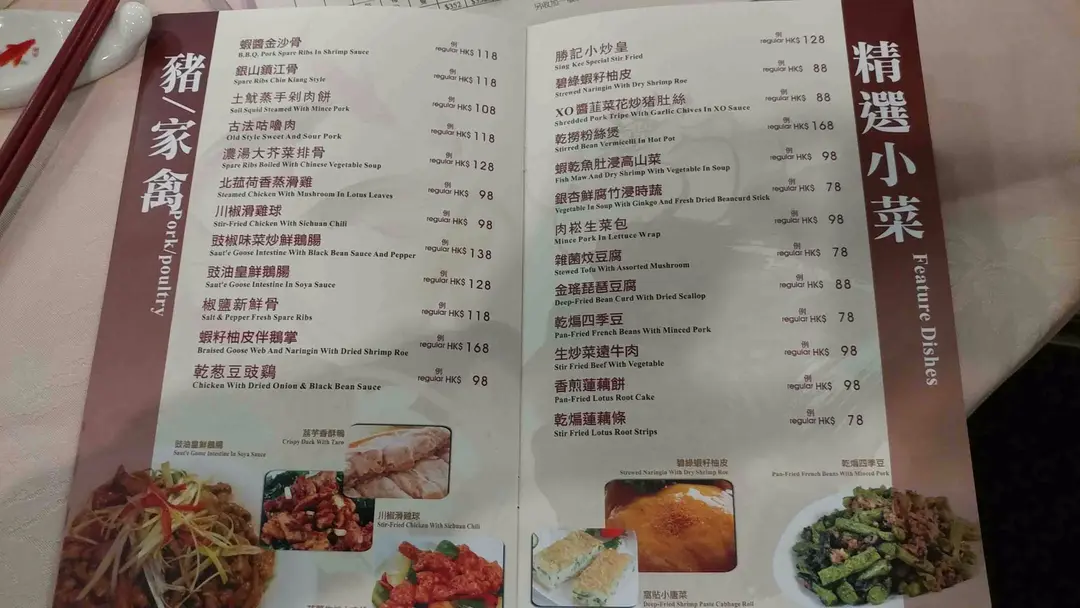 豬/家禽
Pork/poultry
蝦醬金沙骨
B.B.Q. Pork Spare Ribs In Shrimp Sauce
例
regular HK$ 118
銀山鎮江骨
Spare Ribs Chin Kiang Style
例
regular HK$ 118
土魷蒸手剁肉餅
Soil Squid Steamed With Mince Pork
例
regular HK$ 108
古法咕嚕肉
Old Style Sweet And Sour Pork
例
regular HK$ 118
濃湯大芥菜排骨
Spare Ribs Boiled With Chinese Vegetable Soup
例
regular HK$ 128
北菰荷香蒸滑雞
Steamed Chicken With Mushroom In Lotus Leaves
例
regular HK$ 98
川椒滑雞球
Stir-Fried Chicken With Sichuan Chili
例
regular HK$ 98
豉椒味菜炒鮮鵝腸
Saut'e Goose Intestine With Black Bean Sauce And Pepper
例
regular HK$ 138
豉油皇鮮鵝腸
Saut'e Goose Intestine In Soya Sauce
例
regular HK$ 128
椒鹽新鮮骨
Salt & Pepper Fresh Spare Ribs
例
regular HK$ 118
蝦籽柚皮伴鵝掌
Braised Goose Web And Naringin With Dried Shrimp Roe
例
regular HK$ 168
乾葱豆豉鷄
Chicken With Dried Onion & Black Bean Sauce
例
regular HK$ 98
豉油皇鮮鵝腸
Saut'e Goose Intestine In Soya Sauce
荔芋香酥鴨
Crispy Duck With Taro
川椒滑雞球
Stir-Fried Chicken With Sichuan Chili
精選小菜
Feature Dishes
勝記小炒皇
Sing Kee Special Stir Fried
例
regular HK$ 128
碧綠蝦籽柚皮
Strewed Naringin With Dry Shrimp Roe
例
regular HK$ 88
XO醬韮菜花炒猪肚絲
Shredded Pork Tripe With Garlic Chives In XO Sauce
例
regular HK$ 88
乾撈粉絲煲
Stirred Bean Vermicelli In Hot Pot
例
regular HK$ 168
蝦乾魚肚浸高山菜
Fish Maw And Dry Shrimp With Vegetable In Soup
例
regular HK$ 98
銀杏鮮腐竹浸時蔬
Vegetable In Soup With Ginkgo And Fresh Dried Beancurd Stick
例
regular HK$ 78
肉崧生菜包
Mince Pork In Lettuce Wrap
例
regular HK$ 98
雜菌炆豆腐
Stewed Tofu With Assorted Mushroom
例
regular HK$ 78
金瑤琵琶豆腐
Deep-Fried Bean Curd With Dried Scallop
例
regular HK$ 88
乾煸四季豆
Pan-Fried French Beans With Minced Pork
例
regular HK$ 78
生炒菜遠牛肉
Stir Fried Beef With Vegetable
例
regular HK$ 98
香煎蓮藕餅
Pan-Fried Lotus Root Cake
例
regular HK$ 98
乾煸蓮藕條
Stir Fried Lotus Root Strips
例
regular HK$ 78
碧綠蝦籽柚皮
Strewed Naringin With Dry Shrimp Roe
乾煸四季豆
Pan-Fried French Beans With Minced Pork
窩貼小唐菜
Deep-Fried Shrimp Paste Cabbage Roll